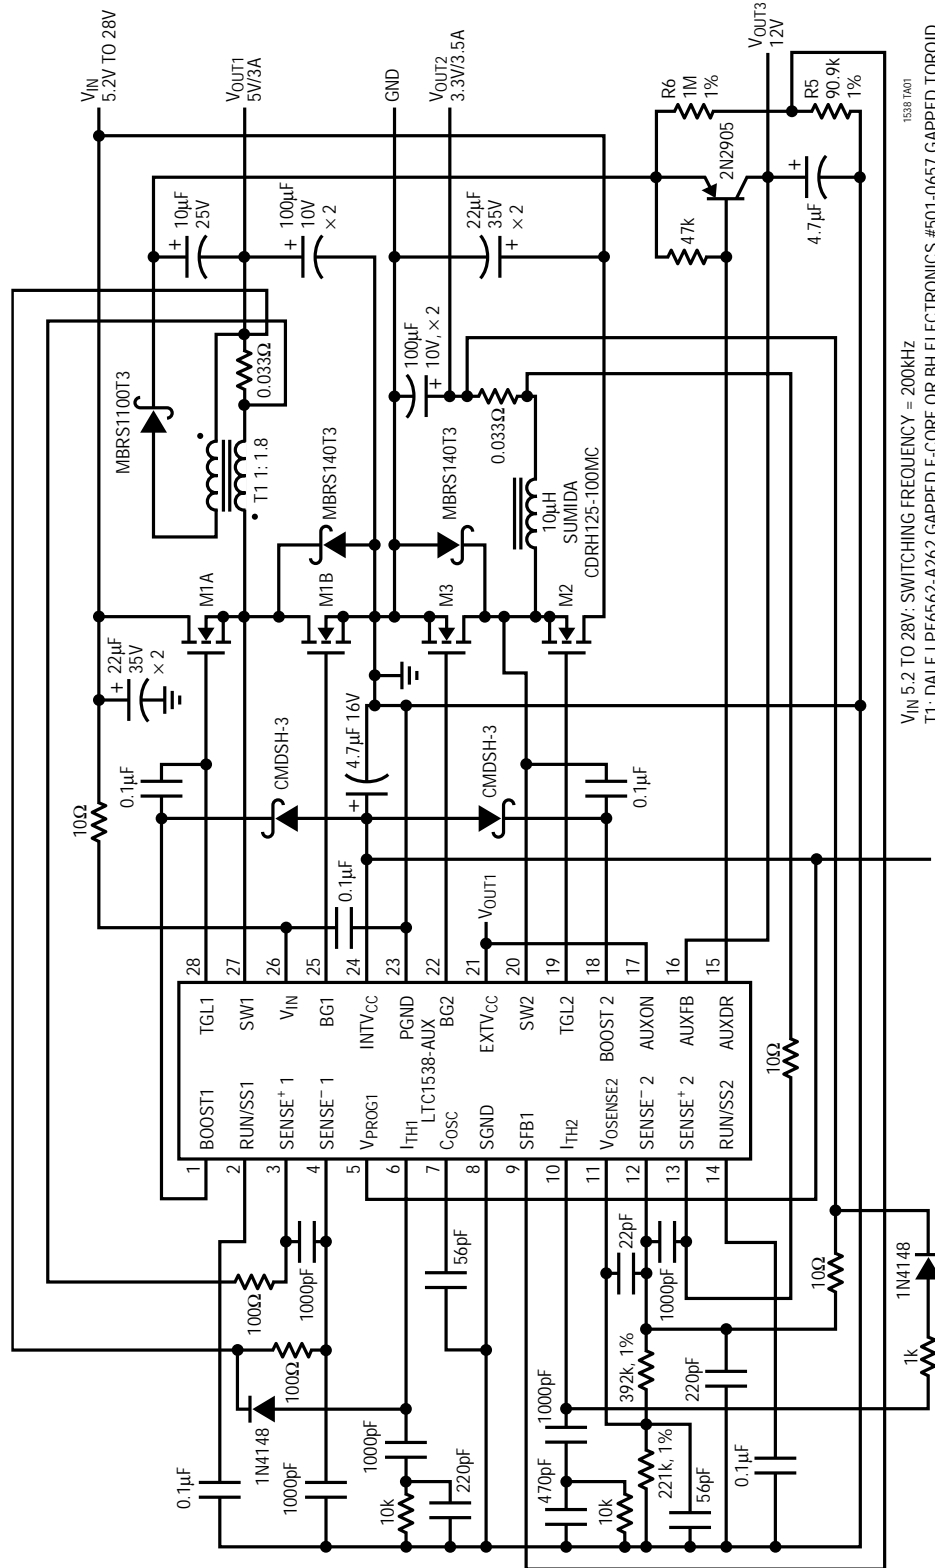 VIN
5.2V TO 28V
VOUT1
5V/3A
GND
VOUT2
3.3V/3.5A
VOUT3
12V
R6
1M
1%
R5
90.9k
1%
1538 TA01
10µF
25V
+
100µF
10V
× 2
+
22µF
35V
× 2
+
2N2905
47k
4.7µF
+
MBRS1100T3
0.033Ω
T1 1: 1.8
100µF
10V, × 2
+
MBRS140T3
MBRS140T3
0.033Ω
10µH
SUMIDA
CDRH125-100MC
M1A
M1B
M3
M2
22µF
35V
× 2
+
0.1µF
CMDSH-3
4.7µF 16V
+
CMDSH-3
0.1µF
10Ω
0.1µF
VOUT1
28
27
26
25
24
23
22
21
20
19
18
17
16
15
TGL1
SW1
VIN
BG1
INTVCC
PGND
BG2
EXTVCC
SW2
TGL2
BOOST 2
AUXON
AUXFB
AUXDR
LTC1538-AUX
BOOST1
RUN/SS1
SENSE+ 1
SENSE– 1
VPROG1
ITH1
COSC
SGND
SFB1
ITH2
VOSENSE2
SENSE– 2
SENSE+ 2
RUN/SS2
1
2
3
4
5
6
7
8
9
10
11
12
13
14
10Ω
100Ω
1000pF
56pF
22pF
1000pF
10Ω
1N4148
100Ω
1N4148
1000pF
392k, 1%
220pF
1k
0.1µF
1000pF
1000pF
10k
220pF
470pF
10k
221k, 1%
56pF
0.1µF
VIN 5.2 TO 28V: SWITCHING FREQUENCY = 200kHz
T1: DALE LPE6562-A262 GAPPED E-CORE OR BH ELECTRONICS #501-0657 GAPPED TOROID